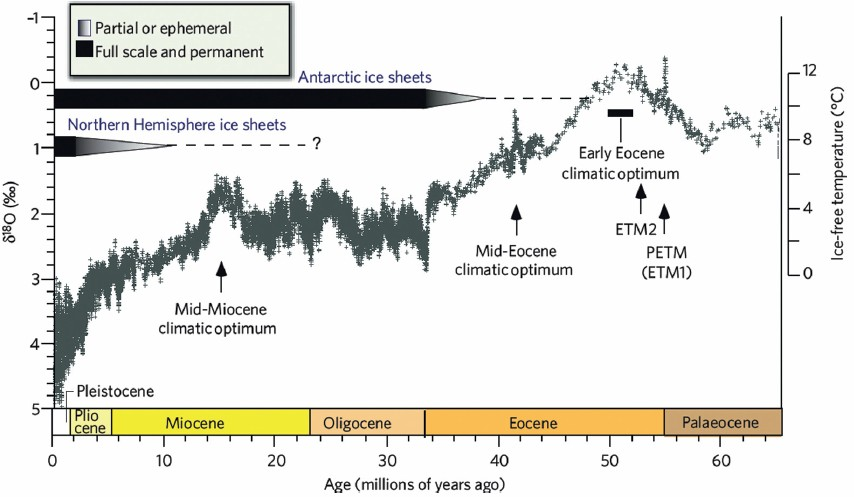 -1
0
1
2
3
4
5
δ¹⁸O (‰)
Partial or ephemeral
Full scale and permanent
Antarctic ice sheets
Northern Hemisphere ice sheets
?
Early Eocene
climatic optimum
ETM2
PETM
(ETM1)
Mid-Eocene
climatic optimum
Mid-Miocene
climatic optimum
12
8
4
0
Ice-free temperature (°C)
Pleistocene
Plio
cene
Miocene
Oligocene
Eocene
Palaeocene
0 10 20 30 40 50 60
Age (millions of years ago)